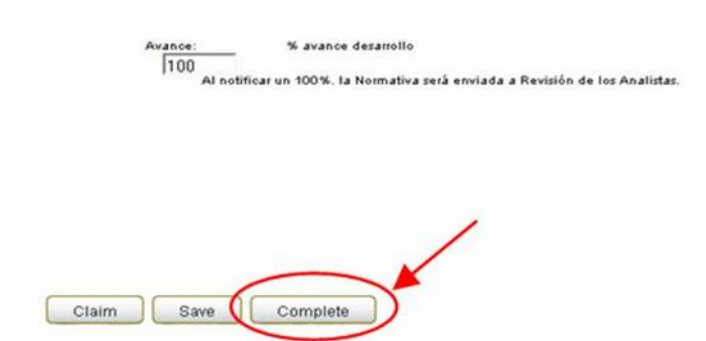 Avance: % avance desarrollo
100
Al notificar un 100%. la Normativa será enviada a Revisión de los Analistas.
Claim Save Complete